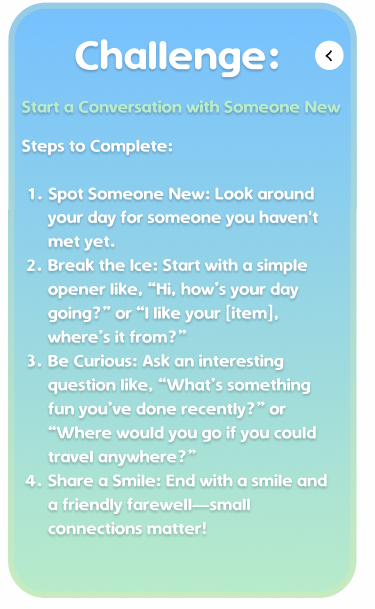 Challenge:
Start a Conversation with Someone New
Steps to Complete:
1. Spot Someone New: Look around
your day for someone you haven't
met yet.
2. Break the Ice: Start with a simple
opener like, “Hi, how’s your day
going?” or “I like your [item],
where’s it from?”
3. Be Curious: Ask an interesting
question like, “What’s something
fun you’ve done recently?” or
“Where would you go if you could
travel anywhere?”
4. Share a Smile: End with a smile and
a friendly farewell—small
connections matter!